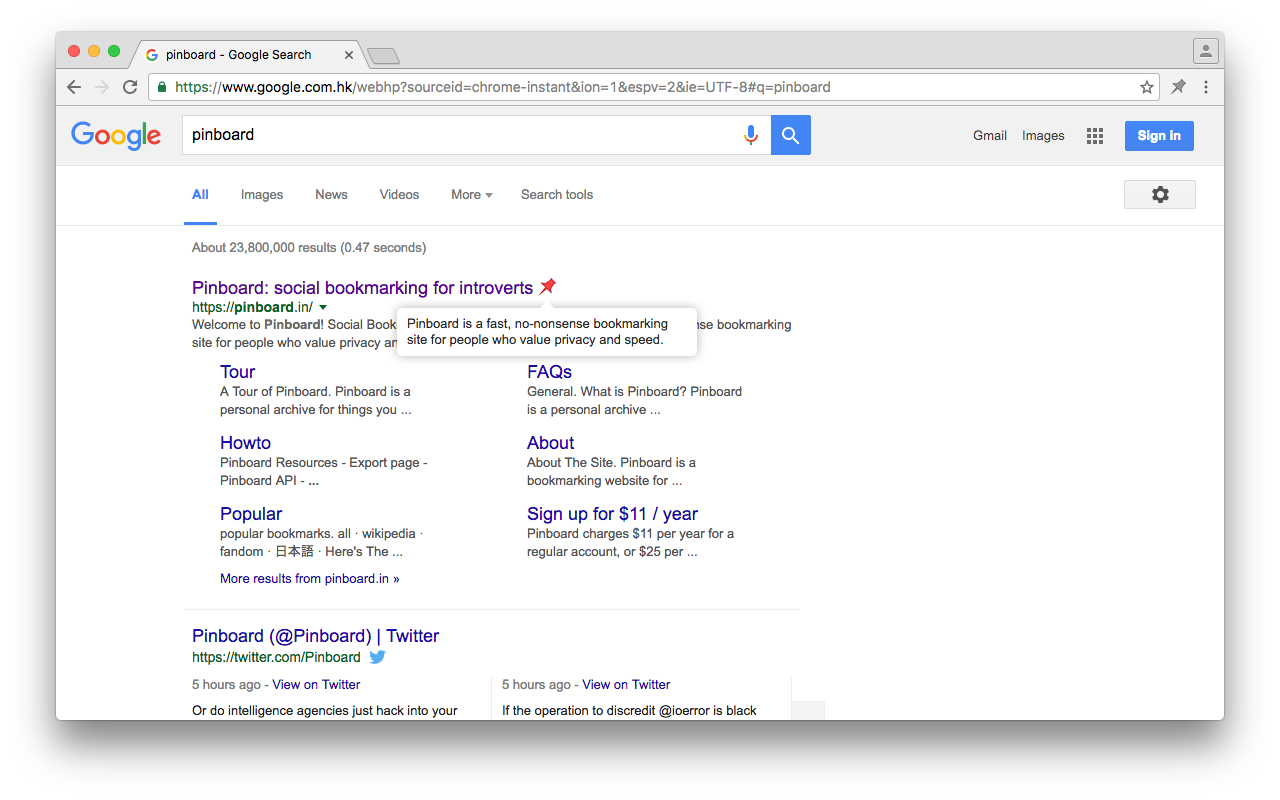 pinboard - Google Search
https://www.google.com.hk/webhp?sourceid=chrome-instant&ion=1&espv=2&ie=UTF-8#q=pinboard
Google
pinboard
Gmail Images Sign in
All Images News Videos More Search tools
About 23,800,000 results (0.47 seconds)
Pinboard: social bookmarking for introverts
https://pinboard.in/
Welcome to Pinboard! Social Book
se bookmarking
site for people who value privacy an
Pinboard is a fast, no-nonsense bookmarking
site for people who value privacy and speed.
Tour
A Tour of Pinboard. Pinboard is a
personal archive for things you ...
FAQs
General. What is Pinboard? Pinboard
is a personal archive ...
Howto
Pinboard Resources - Export page -
Pinboard API - ...
About
About The Site. Pinboard is a
bookmarking website for ...
Popular
popular bookmarks. all · wikipedia ·
fandom · 日本語 · Here's The ...
Sign up for $11 / year
Pinboard charges $11 per year for a
regular account, or $25 per ...
More results from pinboard.in »
Pinboard (@Pinboard) | Twitter
https://twitter.com/Pinboard
5 hours ago - View on Twitter
Or do intelligence agencies just hack into your
5 hours ago - View on Twitter
If the operation to discredit @ioerror is black